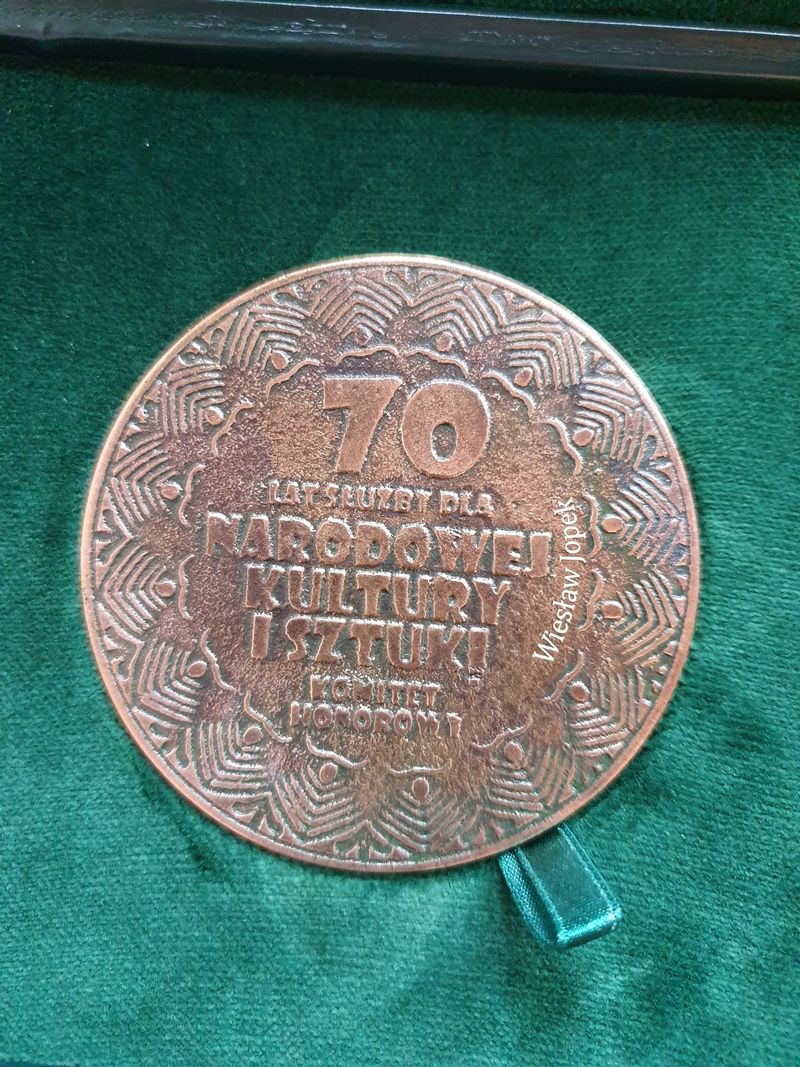 70
LAT SŁUŻBY DLA
NARODOWEJ
KULTURY
I SZTUKI
KOMITET
HONOROWY
Wiesław Jopek